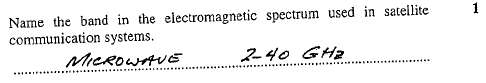 Name the band in the electromagnetic spectrum used in satellite 1
communication systems.
MICROWAVE 2-40 GHz